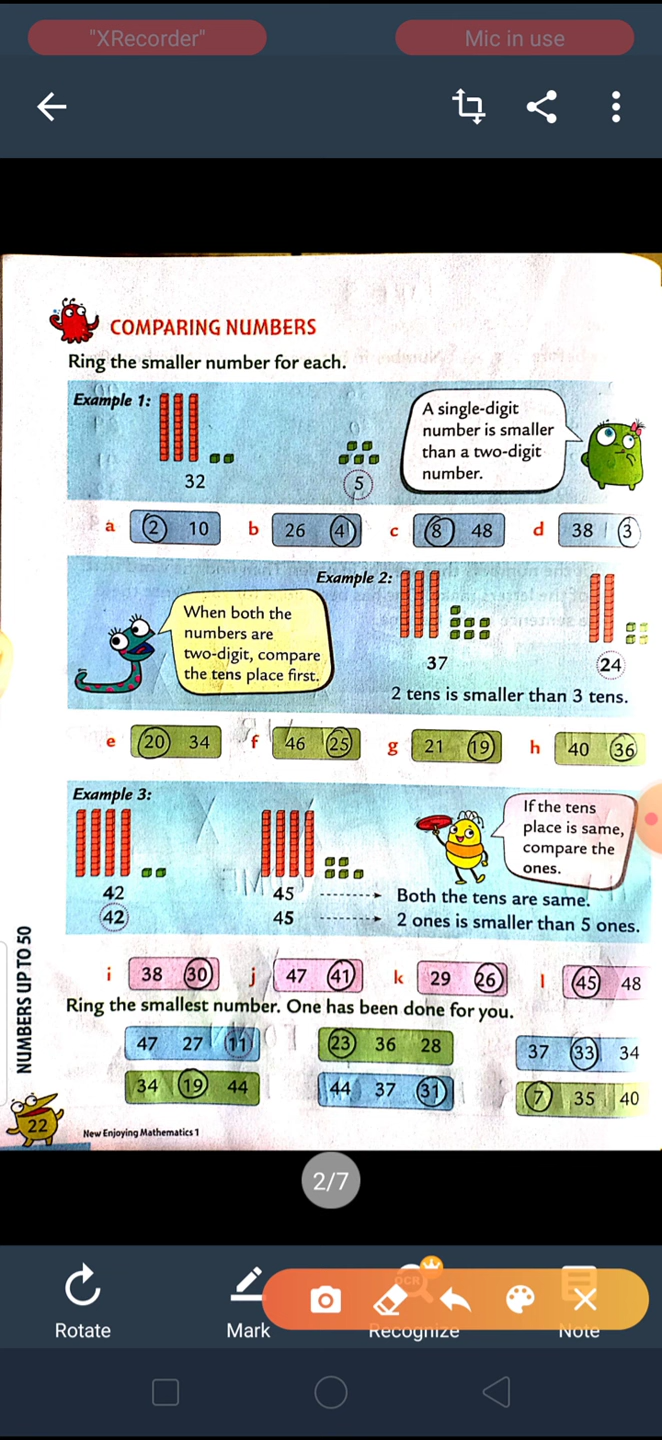 "XRecorder" Mic in use
COMPARING NUMBERS
Ring the smaller number for each.
Example 1:
A single-digit
number is smaller
than a two-digit
number.
32 5
a 2 10 b 26 4 c 8 48 d 38 3
Example 2:
When both the
numbers are
two-digit, compare
the tens place first.
37 24
2 tens is smaller than 3 tens.
e 20 34 f 46 25 g 21 19 h 40 36
Example 3:
If the tens
place is same,
compare the
ones.
42 45 Both the tens are same.
42 45 2 ones is smaller than 5 ones.
i 38 30 j 47 41 k 29 26 l 45 48
Ring the smallest number. One has been done for you.
47 27 11 23 36 28 37 33 34
34 19 44 44 37 31 7 35 40
NUMBERS UP TO 50
22 New Enjoying Mathematics 1
2/7
OCR
Rotate Mark Recognize Note